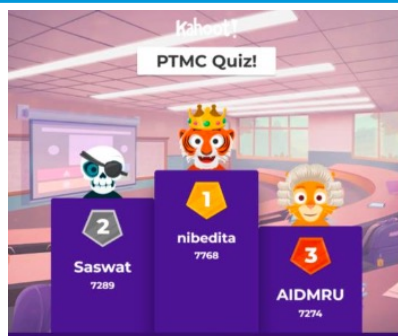 Kahoot!
PTMC Quiz!
1
nibedita
7768
2
Saswat
7289
3
AIDMRU
7274